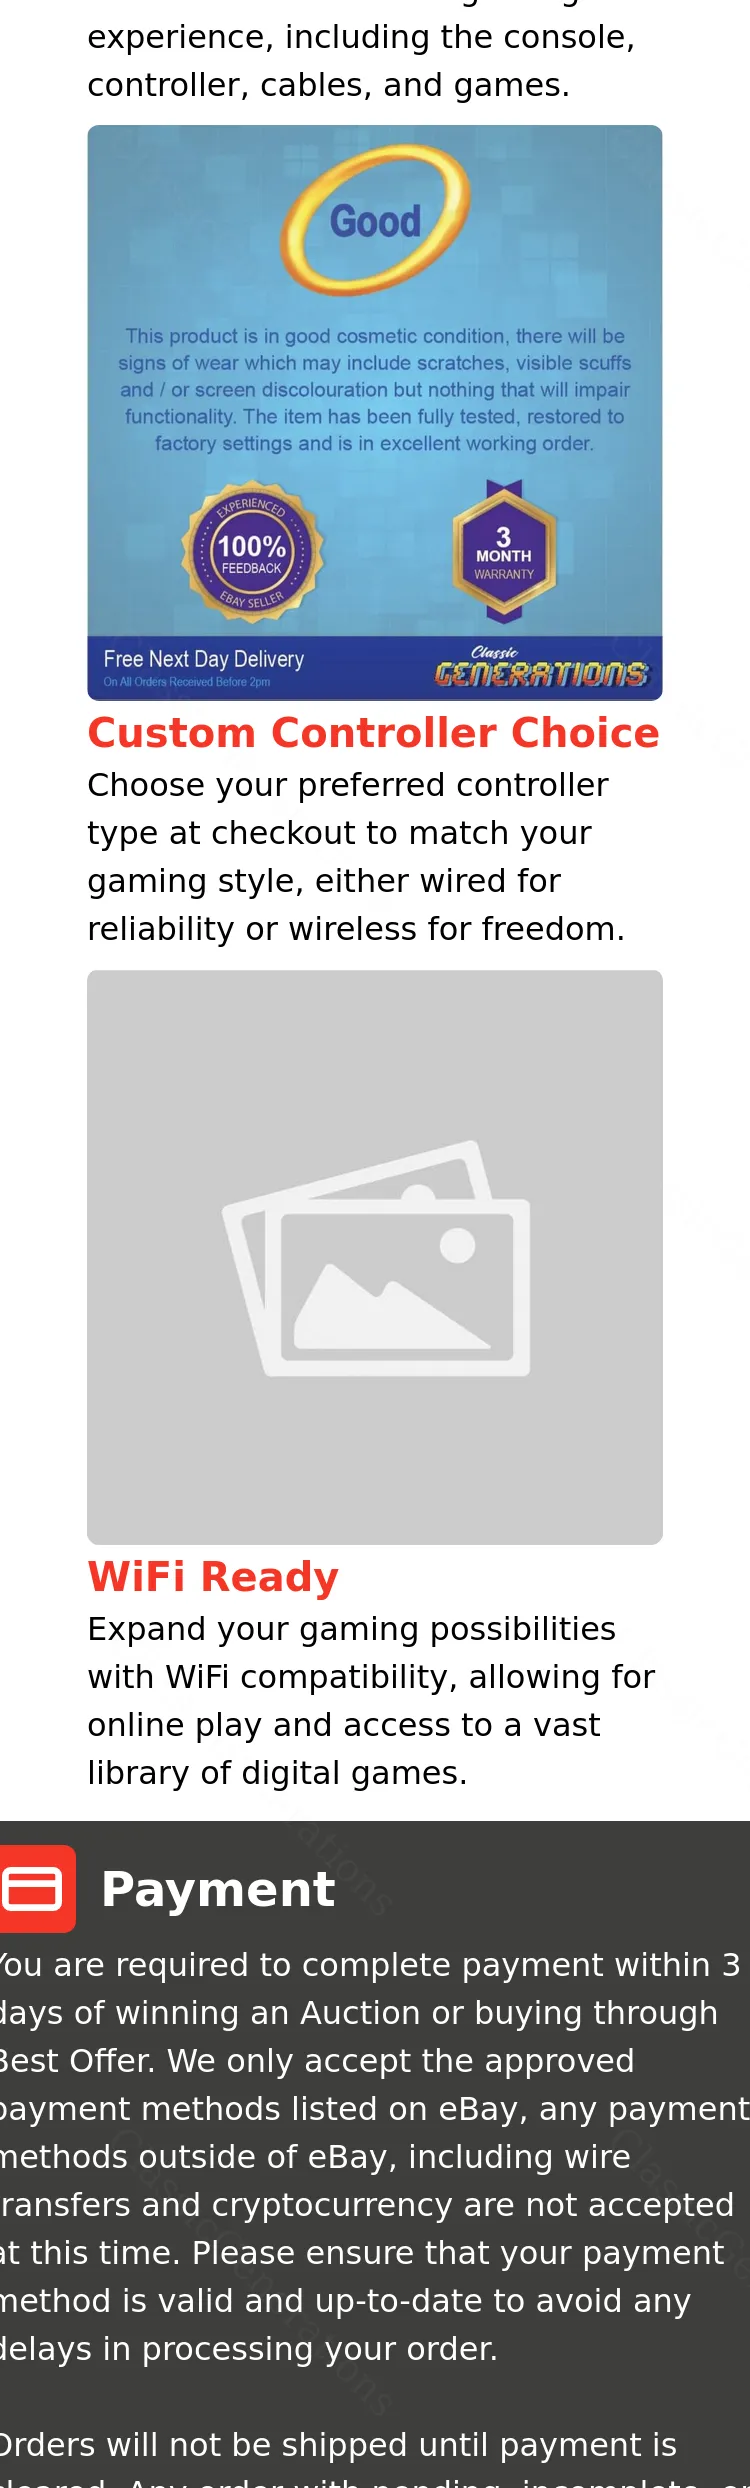 experience, including the console,
controller, cables, and games.
Good
This product is in good cosmetic condition, there will be
signs of wear which may include scratches, visible scuffs
and / or screen discolouration but nothing that will impair
functionality. The item has been fully tested, restored to
factory settings and is in excellent working order.
EXPERIENCED
100%
FEEDBACK
EBAY SELLER
3
MONTH
WARRANTY
Free Next Day Delivery
On All Orders Received Before 2pm
Classic
GENERATIONS
Custom Controller Choice
Choose your preferred controller
type at checkout to match your
gaming style, either wired for
reliability or wireless for freedom.
WiFi Ready
Expand your gaming possibilities
with WiFi compatibility, allowing for
online play and access to a vast
library of digital games.
Payment
You are required to complete payment within 3
days of winning an Auction or buying through
Best Offer. We only accept the approved
payment methods listed on eBay, any payment
methods outside of eBay, including wire
transfers and cryptocurrency are not accepted
at this time. Please ensure that your payment
method is valid and up-to-date to avoid any
delays in processing your order.
Orders will not be shipped until payment is